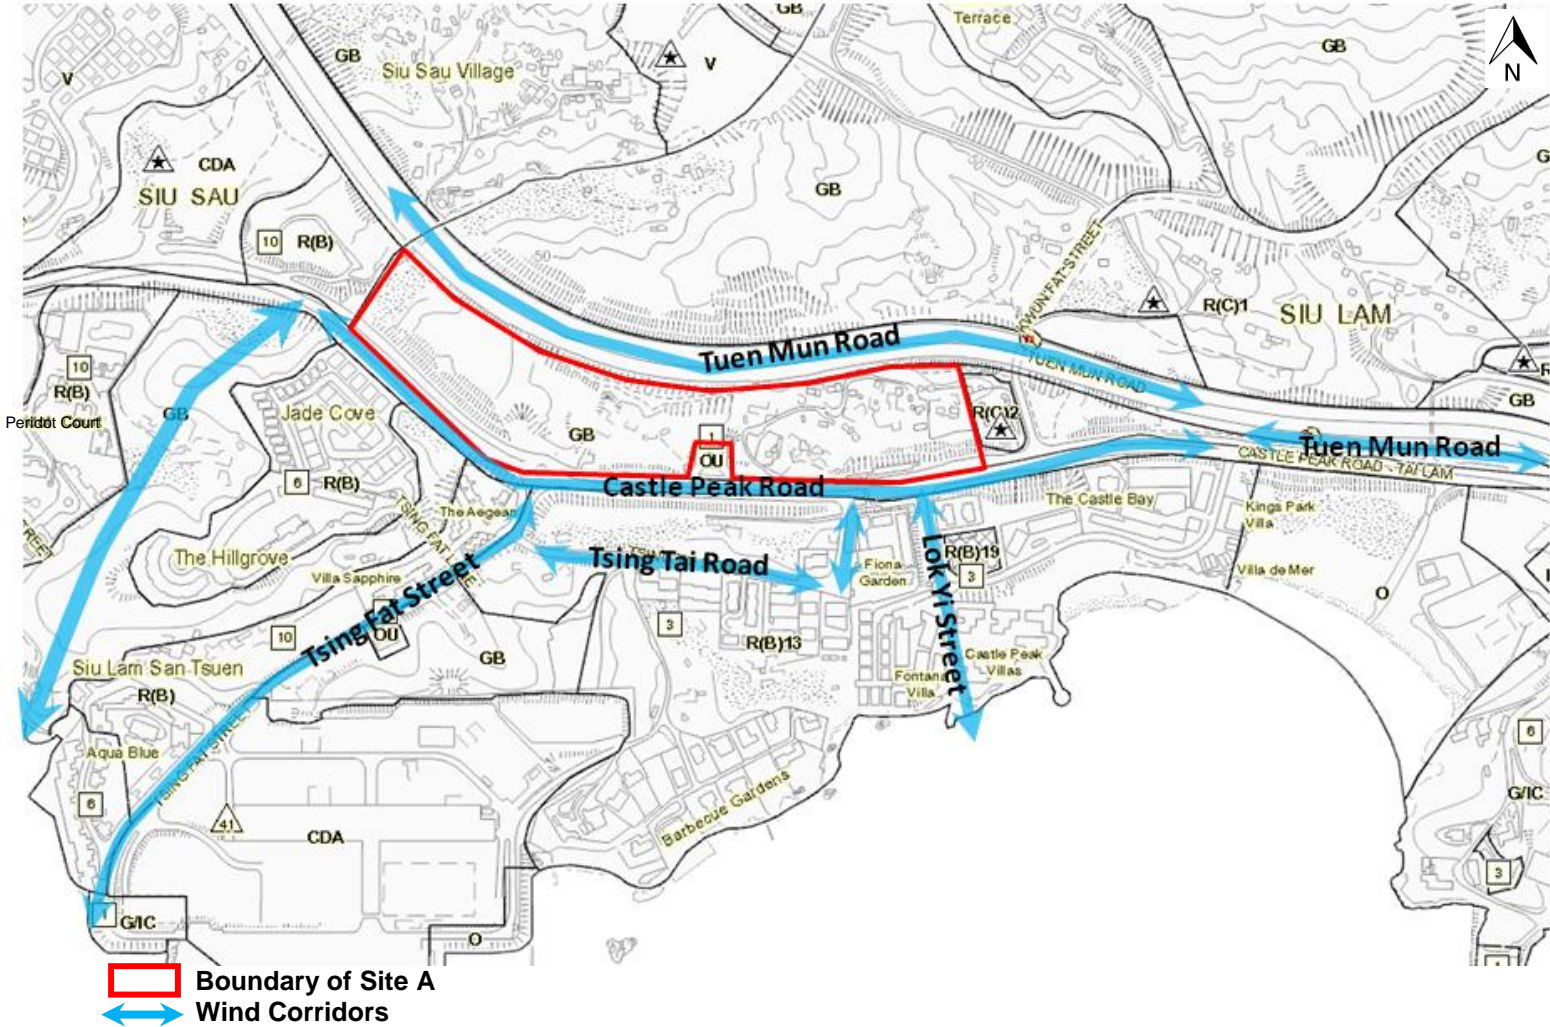 GB
Terrace
GB
GB
Siu Sau Village
V
V
N
CDA
SIU SAU
GB
10
R(B)
KWUN FAT STREET
R(C)1
SIU LAM
Tuen Mun Road
TUEN MUN ROAD
10
R(B)
Peridot Court
GB
Jade Cove
R(C)2
GB
GB
1
OU
Tuen Mun Road
CASTLE PEAK ROAD - TAI LAM
6
R(B)
Castle Peak Road
The Aegean
The Castle Bay
Kings Park
Villa
The Hillgrove
Tsing Tai Road
Fiona
Garden
R(B)19
3
Villa de Mer
O
Villa Sapphire
Tsing Fat Street
OU
10
3
R(B)13
Lok Yi Street
GB
Siu Lam San Tsuen
R(B)
Castle Peak
Villas
Fontana
Villa
TSING FAT STREET
Aqua Blue
6
6
41
CDA
Barbecue Gardens
G/IC
3
G/IC
O
1
Boundary of Site A
Wind Corridors